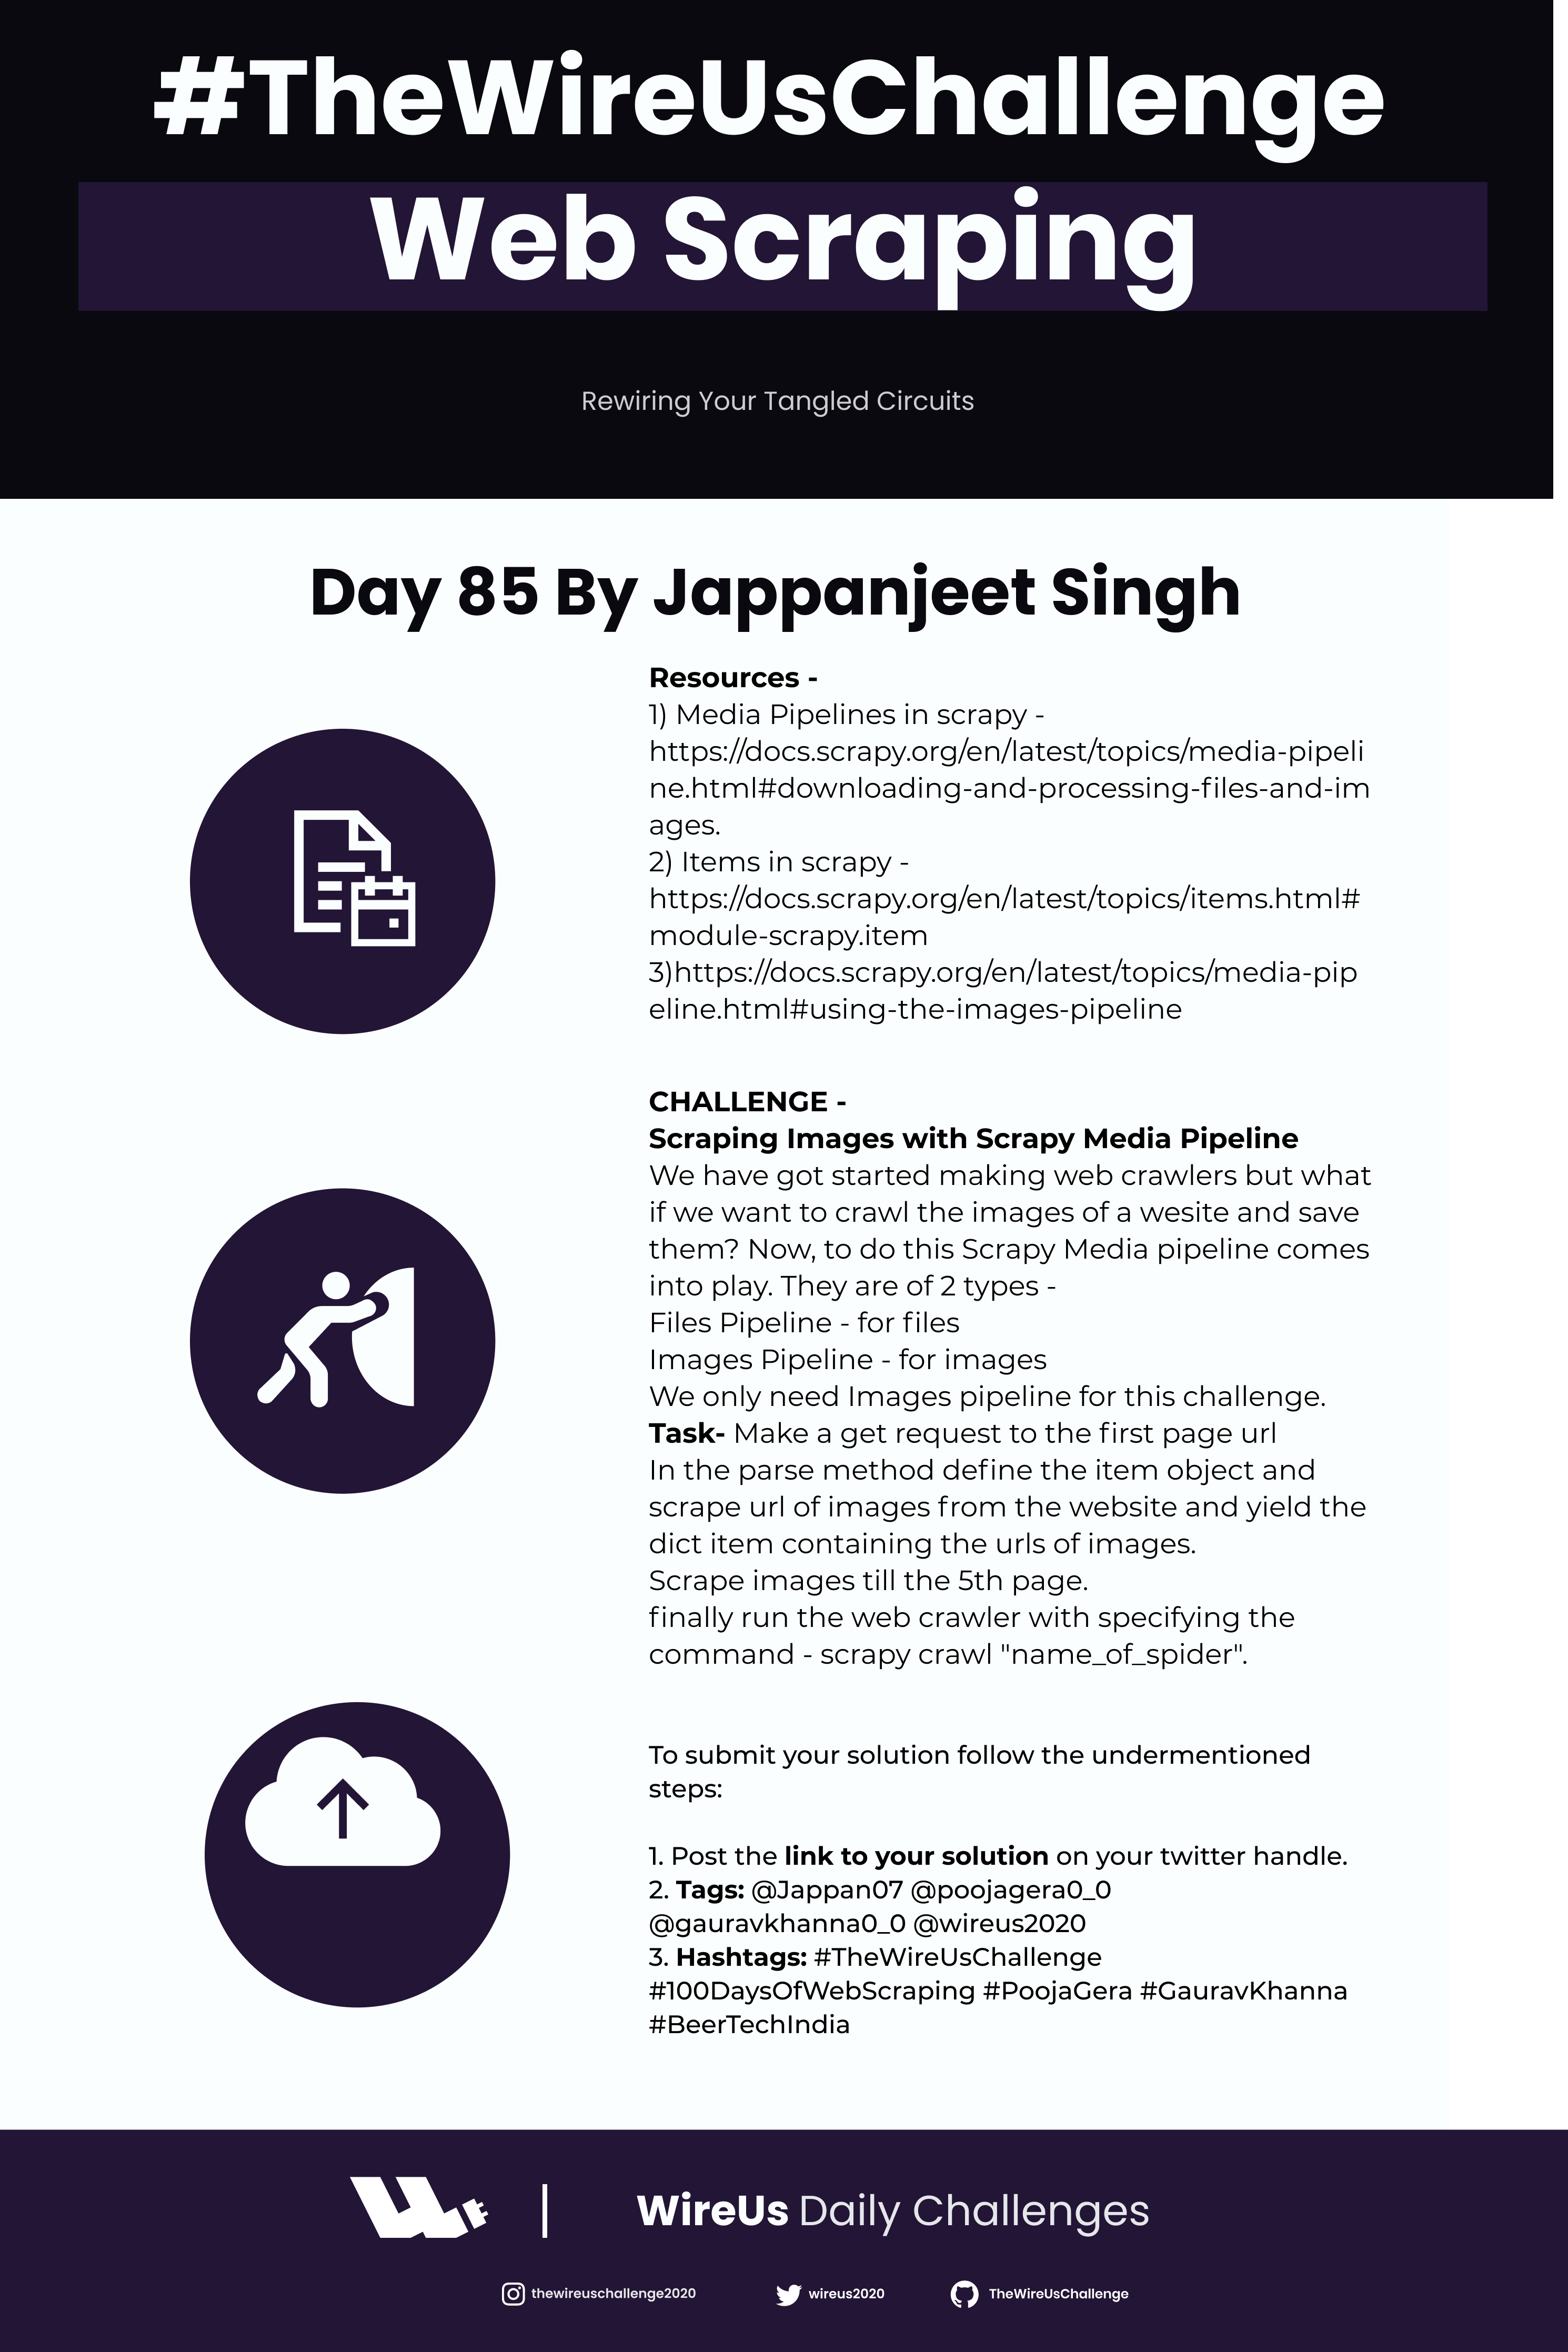 #TheWireUsChallenge
Web Scraping
Rewiring Your Tangled Circuits
Day 85 By Jappanjeet Singh
Resources -
1) Media Pipelines in scrapy -
https://docs.scrapy.org/en/latest/topics/media-pipeli
ne.html#downloading-and-processing-files-and-im
ages.
2) Items in scrapy -
https://docs.scrapy.org/en/latest/topics/items.html#
module-scrapy.item
3)https://docs.scrapy.org/en/latest/topics/media-pip
eline.html#using-the-images-pipeline
CHALLENGE -
Scraping Images with Scrapy Media Pipeline
We have got started making web crawlers but what
if we want to crawl the images of a wesite and save
them? Now, to do this Scrapy Media pipeline comes
into play. They are of 2 types -
Files Pipeline - for files
Images Pipeline - for images
We only need Images pipeline for this challenge.
Task- Make a get request to the first page url
In the parse method define the item object and
scrape url of images from the website and yield the
dict item containing the urls of images.
Scrape images till the 5th page.
finally run the web crawler with specifying the
command - scrapy crawl "name_of_spider".
To submit your solution follow the undermentioned
steps:
1. Post the link to your solution on your twitter handle.
2. Tags: @Jappan07 @poojagera0_0
@gauravkhanna0_0 @wireus2020
3. Hashtags: #TheWireUsChallenge
#100DaysOfWebScraping #PoojaGera #GauravKhanna
#BeerTechIndia
WireUs Daily Challenges
thewireuschallenge2020 wireus2020 TheWireUsChallenge